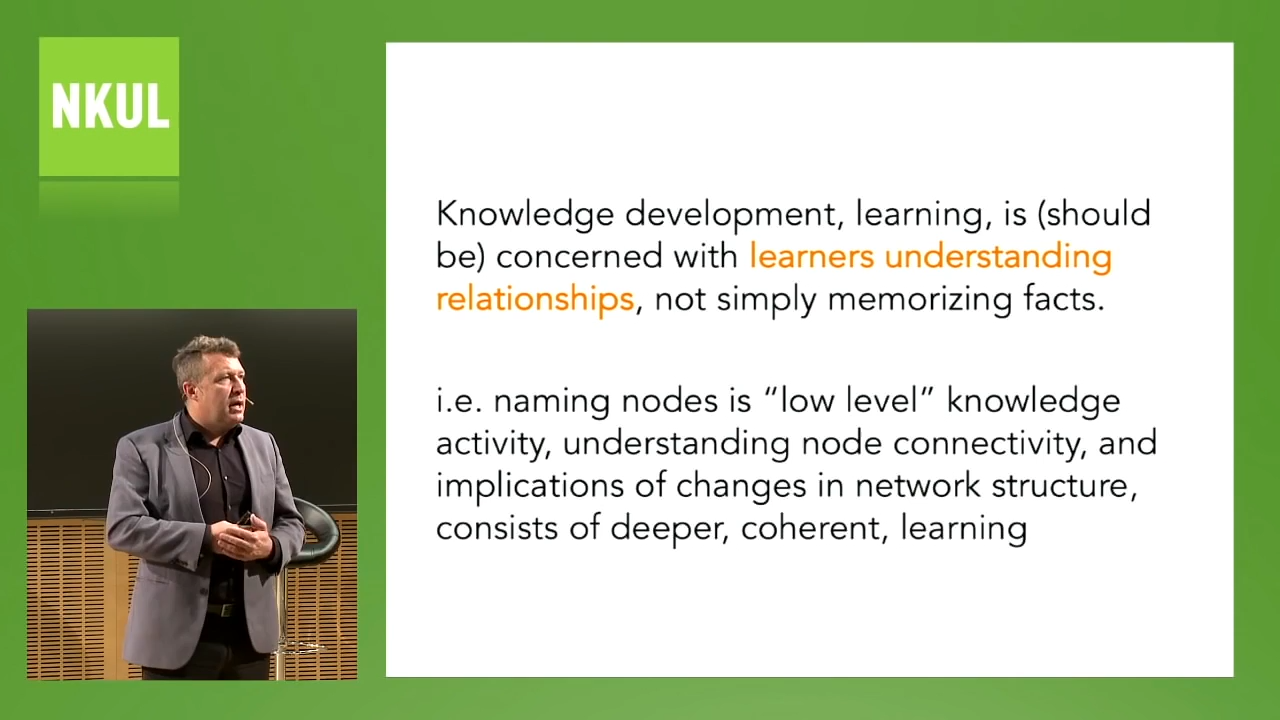 NKUL
Knowledge development, learning, is (should
be) concerned with learners understanding
relationships, not simply memorizing facts.
i.e. naming nodes is “low level” knowledge
activity, understanding node connectivity, and
implications of changes in network structure,
consists of deeper, coherent, learning